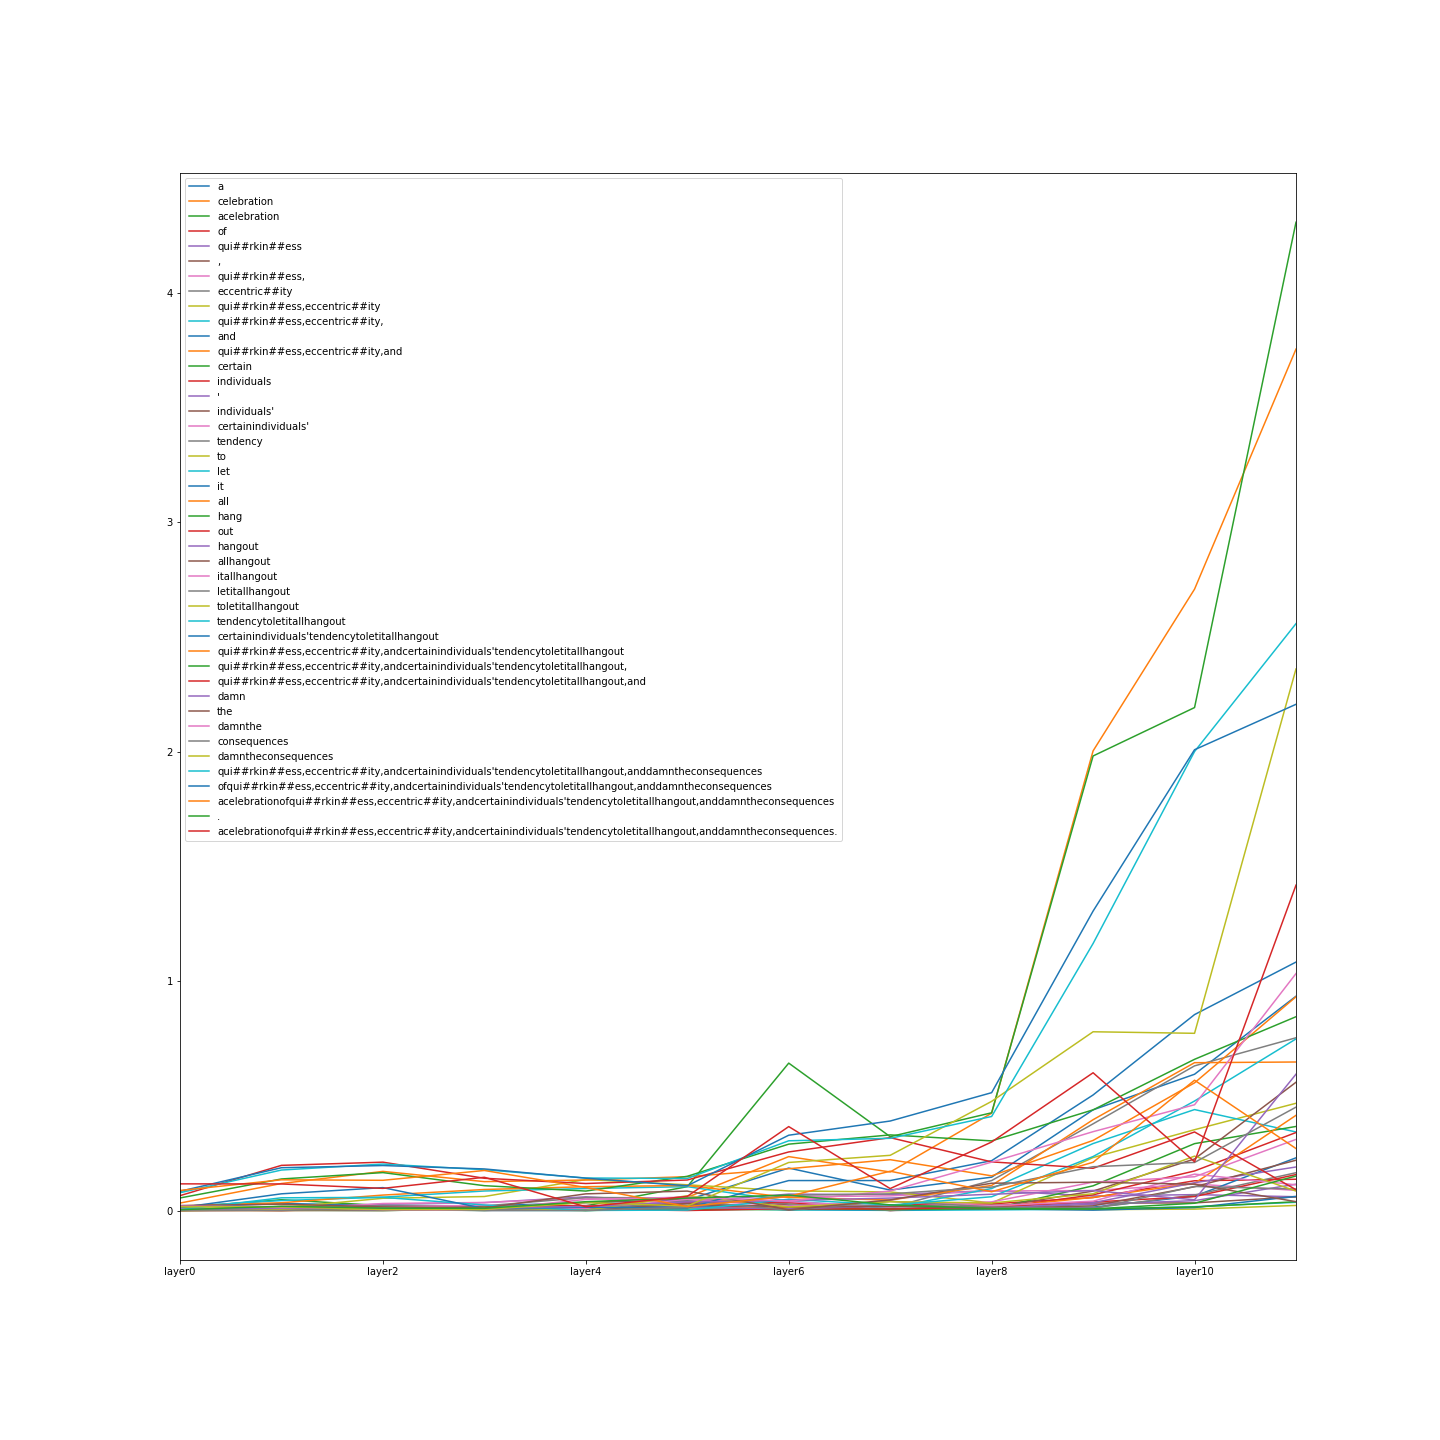 a
celebration
acelebration
of
qui##rkin##ess
,
qui##rkin##ess,
eccentric##ity
qui##rkin##ess,eccentric##ity
qui##rkin##ess,eccentric##ity,
and
qui##rkin##ess,eccentric##ity,and
certain
individuals
'
individuals'
certainindividuals'
tendency
to
let
it
all
hang
out
hangout
allhangout
itallhangout
letitallhangout
toletitallhangout
tendencytoletitallhangout
certainindividuals'tendencytoletitallhangout
qui##rkin##ess,eccentric##ity,andcertainindividuals'tendencytoletitallhangout
qui##rkin##ess,eccentric##ity,andcertainindividuals'tendencytoletitallhangout,
qui##rkin##ess,eccentric##ity,andcertainindividuals'tendencytoletitallhangout,and
damn
the
damnthe
consequences
damntheconsequences
qui##rkin##ess,eccentric##ity,andcertainindividuals'tendencytoletitallhangout,anddamntheconsequences
ofqui##rkin##ess,eccentric##ity,andcertainindividuals'tendencytoletitallhangout,anddamntheconsequences
acelebrationofqui##rkin##ess,eccentric##ity,andcertainindividuals'tendencytoletitallhangout,anddamntheconsequences
.
acelebrationofqui##rkin##ess,eccentric##ity,andcertainindividuals'tendencytoletitallhangout,anddamntheconsequences.
4
3
2
1
0
layer0 layer2 layer4 layer6 layer8 layer10